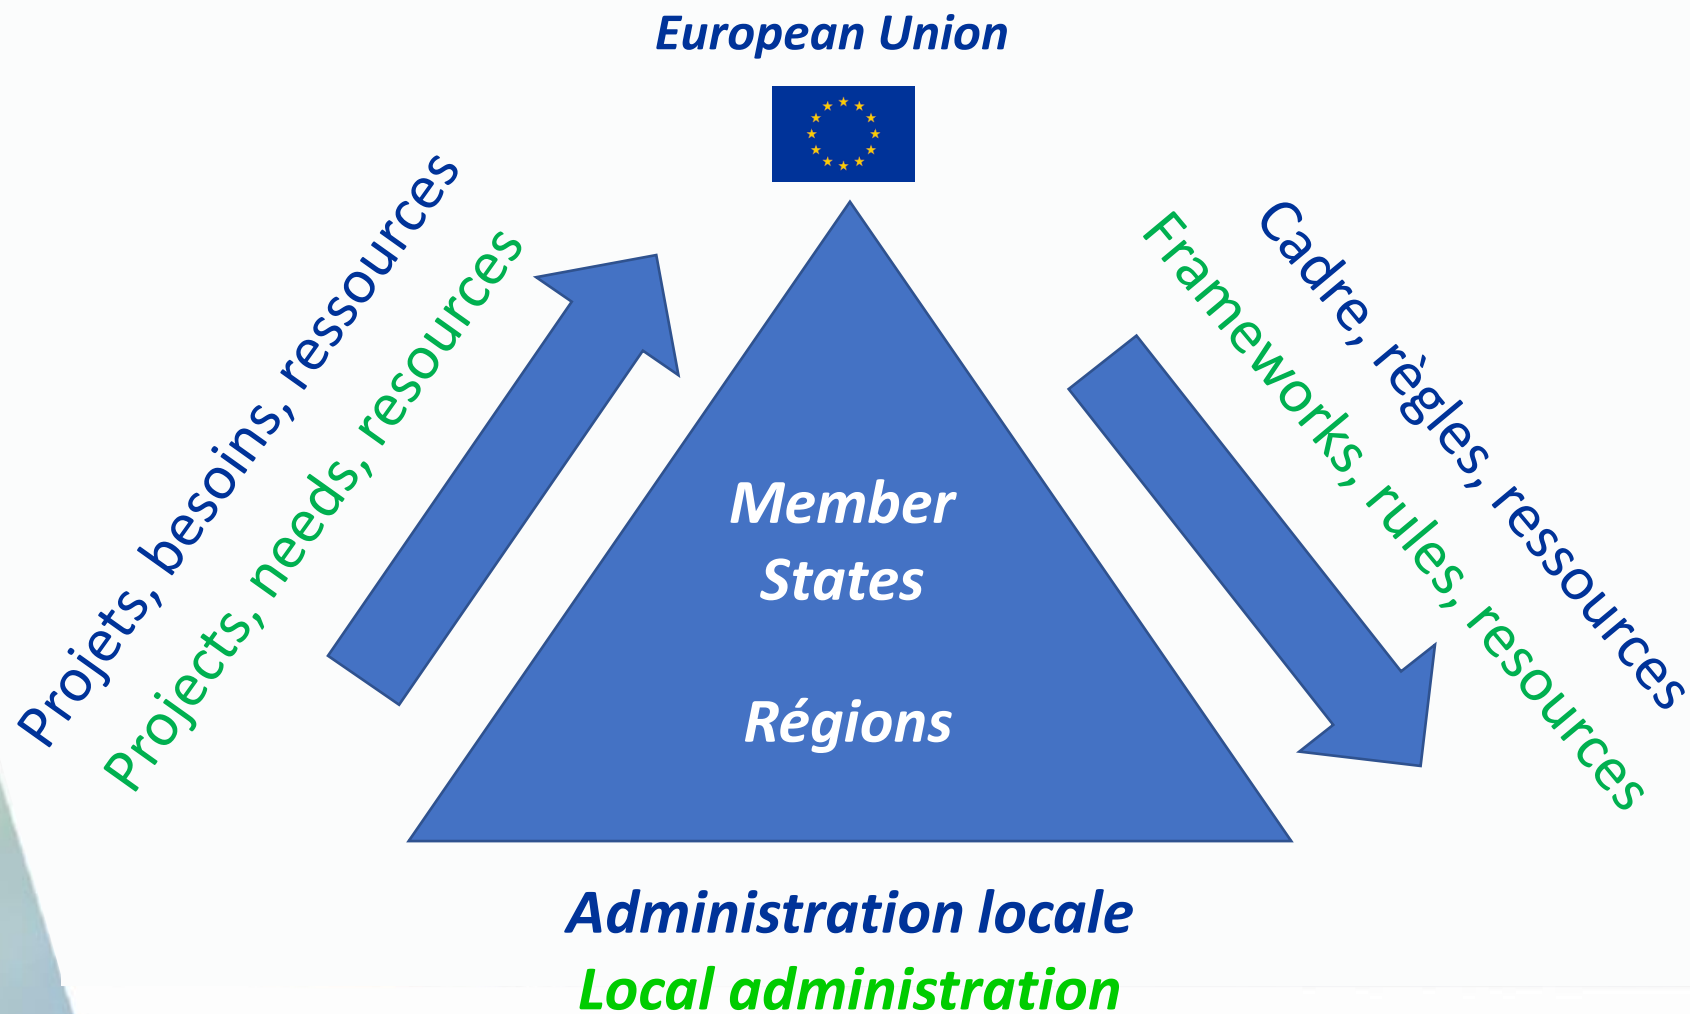 European Union
Projets, besoins, ressources
Projects, needs, resources
Cadre, règles, ressources
Frameworks, rules, resources
Member
States
Régions
Administration locale
Local administration